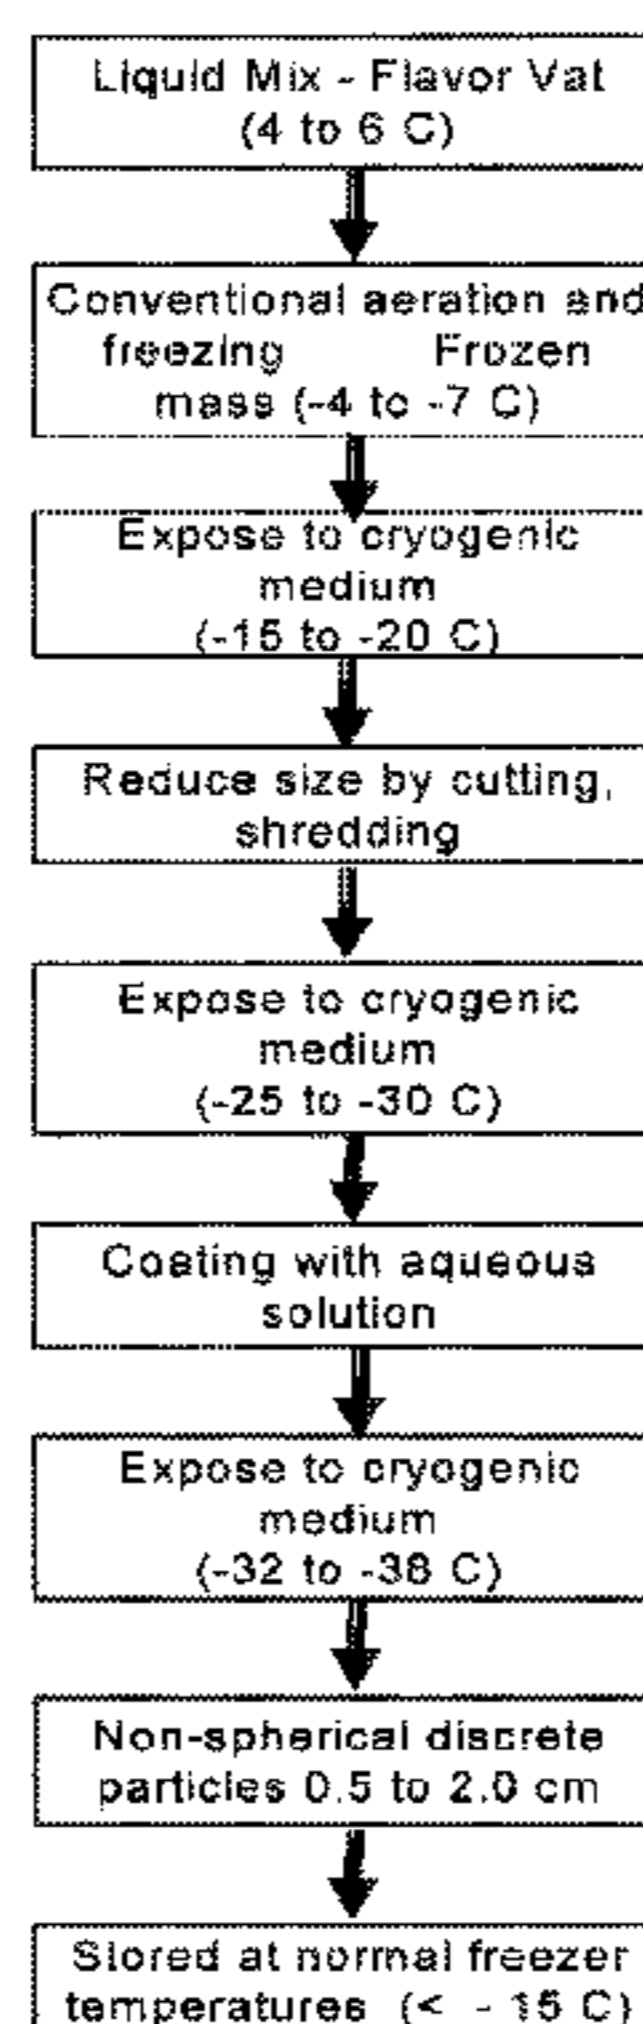 Liquid Mix - Flavor Vat
(4 to 6 C)
Conventional aeration and
freezing Frozen
mass (-4 to -7 C)
Expose to cryogenic
medium
(-15 to -20 C)
Reduce size by cutting,
shredding
Expose to cryogenic
medium
(-25 to -30 C)
Coating with aqueous
solution
Expose to cryogenic
medium
(-32 to -38 C)
Non-spherical discrete
particles 0.5 to 2.0 cm
Stored at normal freezer
temperatures (< - 15 C)